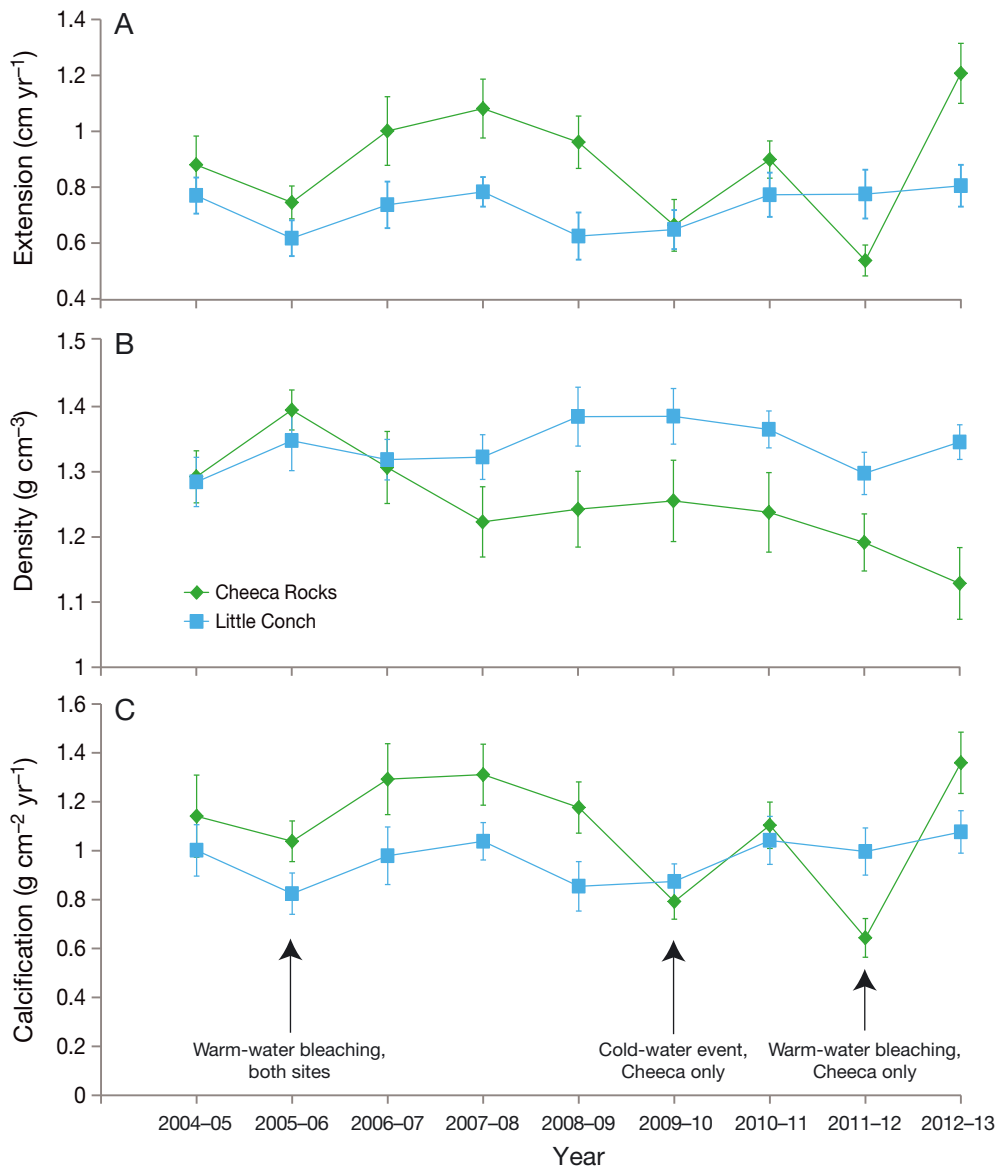 A
1.4
1.2
1
0.8
0.6
0.4
Extension (cm yr–1)
B
1.5
1.4
1.3
1.2
1.1
1
Density (g cm–3)
Cheeca Rocks
Little Conch
C
1.6
1.4
1.2
1.0
0.8
0.6
0.4
0.2
0
Calcification (g cm–2 yr–1)
Warm-water bleaching,
both sites
Cold-water event,
Cheeca only
Warm-water bleaching,
Cheeca only
2004–05 2005–06 2006–07 2007–08 2008–09 2009–10 2010–11 2011–12 2012–13
Year